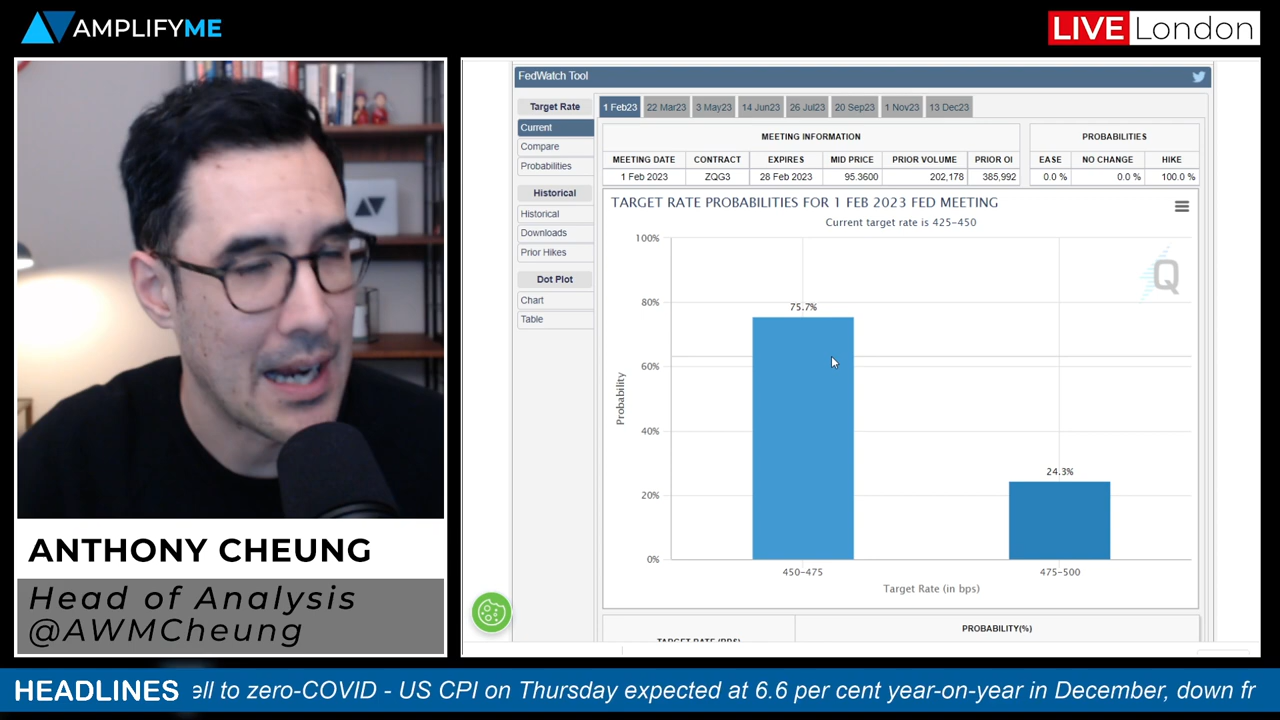 AMPLIFYME
LIVE London
FedWatch Tool
Target Rate
Current
Compare
Probabilities
Historical
Historical
Downloads
Prior Hikes
Dot Plot
Chart
Table
1 Feb23 22 Mar23 3 May23 14 Jun23 26 Jul23 20 Sep23 1 Nov23 13 Dec23
MEETING INFORMATION
MEETING DATE CONTRACT EXPIRES MID PRICE PRIOR VOLUME PRIOR OI
1 Feb 2023 ZQG3 28 Feb 2023 95.3600 202,178 385,992
PROBABILITIES
EASE NO CHANGE HIKE
0.0 % 0.0 % 100.0 %
TARGET RATE PROBABILITIES FOR 1 FEB 2023 FED MEETING
Current target rate is 425-450
Q
100%
80%
60%
40%
20%
0%
Probability
75.7%
24.3%
450-475 475-500
Target Rate (in bps)
PROBABILITY(%)
TARGET RATE (BPS)
ANTHONY CHEUNG
Head of Analysis
@AWMCheung
HEADLINES ell to zero-COVID - US CPI on Thursday expected at 6.6 per cent year-on-year in December, down fr